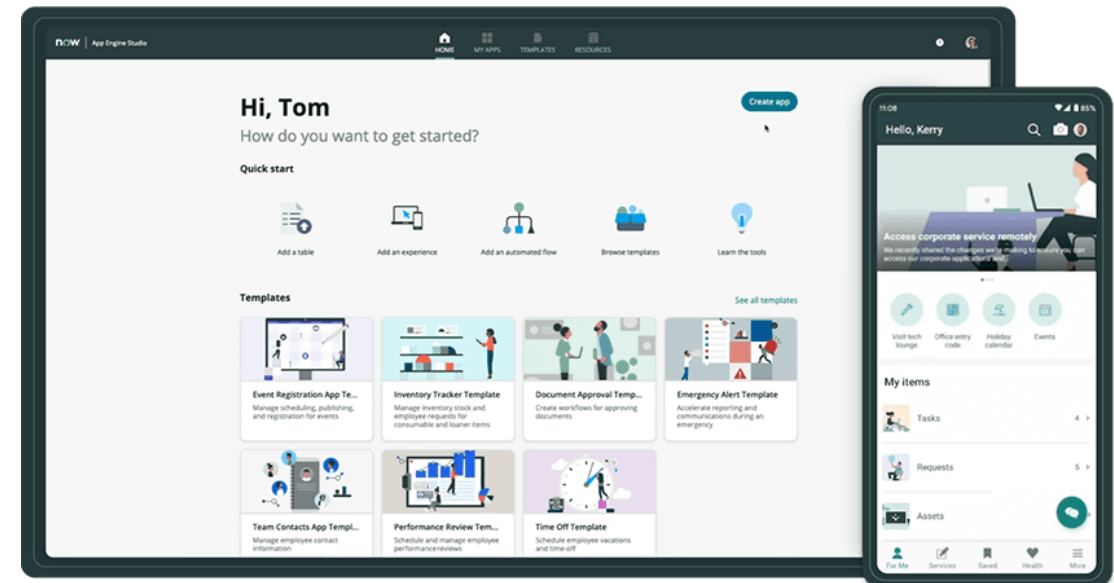 now
App Engine Studio
HOME
MY APPS
TEMPLATES
RESOURCES
Hi, Tom
Create app
How do you want to get started?
Quick start
Add a table
Add an experience
Add an automated flow
Browse templates
Learn the tools
Templates
See all templates
Event Registration App Te...
Manage scheduling, publishing,
and registration for events
Inventory Tracker Template
Manage inventory stock and
employee requests for
consumable and loaner items
Document Approval Temp...
Create workflows for approving
documents
Emergency Alert Template
Accelerate reporting and
communications during an
emergency
Team Contacts App Templ...
Manage employee contact
information
Performance Review Tem...
Schedule and manage employee
performance reviews
Time Off Template
Schedule employee vacations
and time-off
11:08
85%
Hello, Kerry
Access corporate service remotely
We recently shared the changes we're making to ensure you can
access our corporate applications and...
Visit tech
lounge
Office entry
code
Holiday
calendar
Events
My items
Tasks
4
Requests
5
Assets
For Me
Services
Saved
Health
More